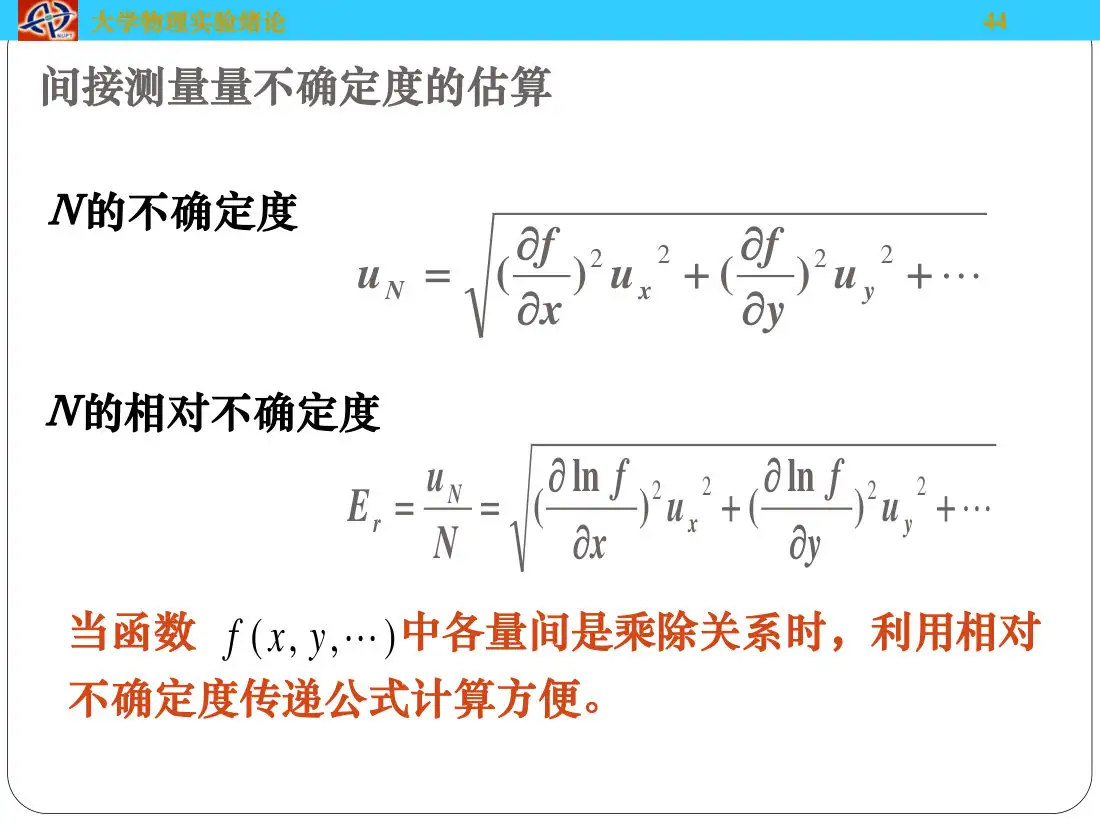 大学物理实验绪论 44
NUPT
间接测量量不确定度的估算
N的不确定度
u_N = √((∂f/∂x)² u_x² + (∂f/∂y)² u_y² + ⋯)
N的相对不确定度
E_r = u_N/N = √((∂ ln f/∂x)² u_x² + (∂ ln f/∂y)² u_y² + ⋯)
当函数 f(x, y,⋯)中各量间是乘除关系时，利用相对
不确定度传递公式计算方便。